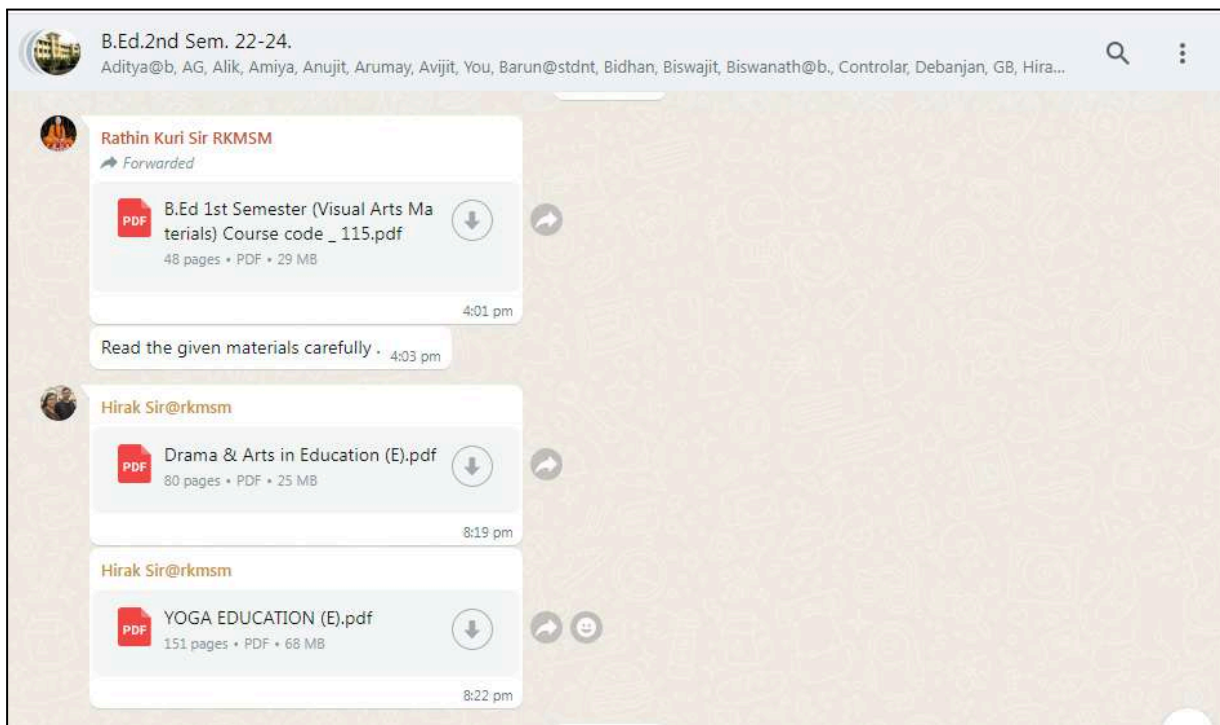 B.Ed.2nd Sem. 22-24.
Aditya@b, AG, Alik, Amiya, Anujit, Arumay, Avijit, You, Barun@stdnt, Bidhan, Biswajit, Biswanath@b., Controlar, Debanjan, GB, Hira...
Rathin Kuri Sir RKMSM
Forwarded
PDF
B.Ed 1st Semester (Visual Arts Ma
terials) Course code _ 115.pdf
48 pages • PDF • 29 MB
4:01 pm
Read the given materials carefully . 4:03 pm
Hirak Sir@rkmsm
PDF
Drama & Arts in Education (E).pdf
80 pages • PDF • 25 MB
8:19 pm
Hirak Sir@rkmsm
PDF
YOGA EDUCATION (E).pdf
151 pages • PDF • 68 MB
8:22 pm